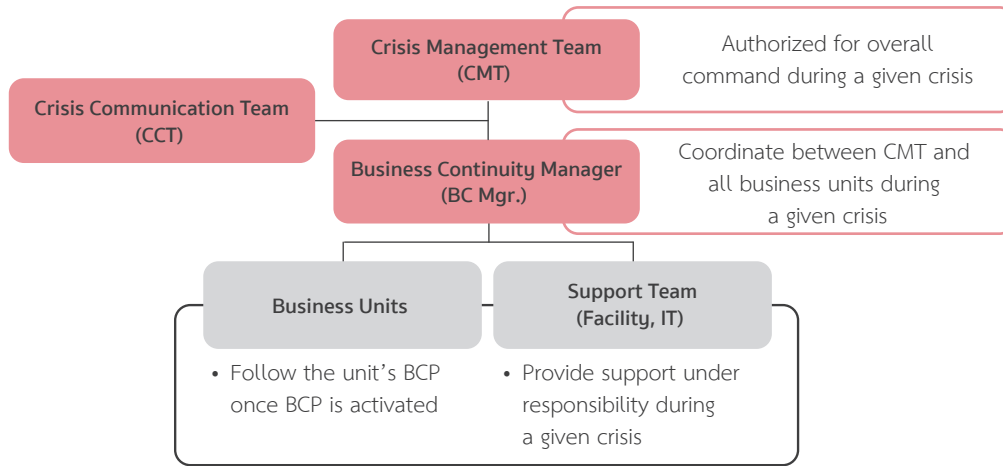 Crisis Management Team
(CMT)
Authorized for overall
command during a given crisis
Crisis Communication Team
(CCT)
Business Continuity Manager
(BC Mgr.)
Coordinate between CMT and
all business units during
a given crisis
Business Units
Support Team
(Facility, IT)
• Follow the unit’s BCP
once BCP is activated
• Provide support under
responsibility during
a given crisis